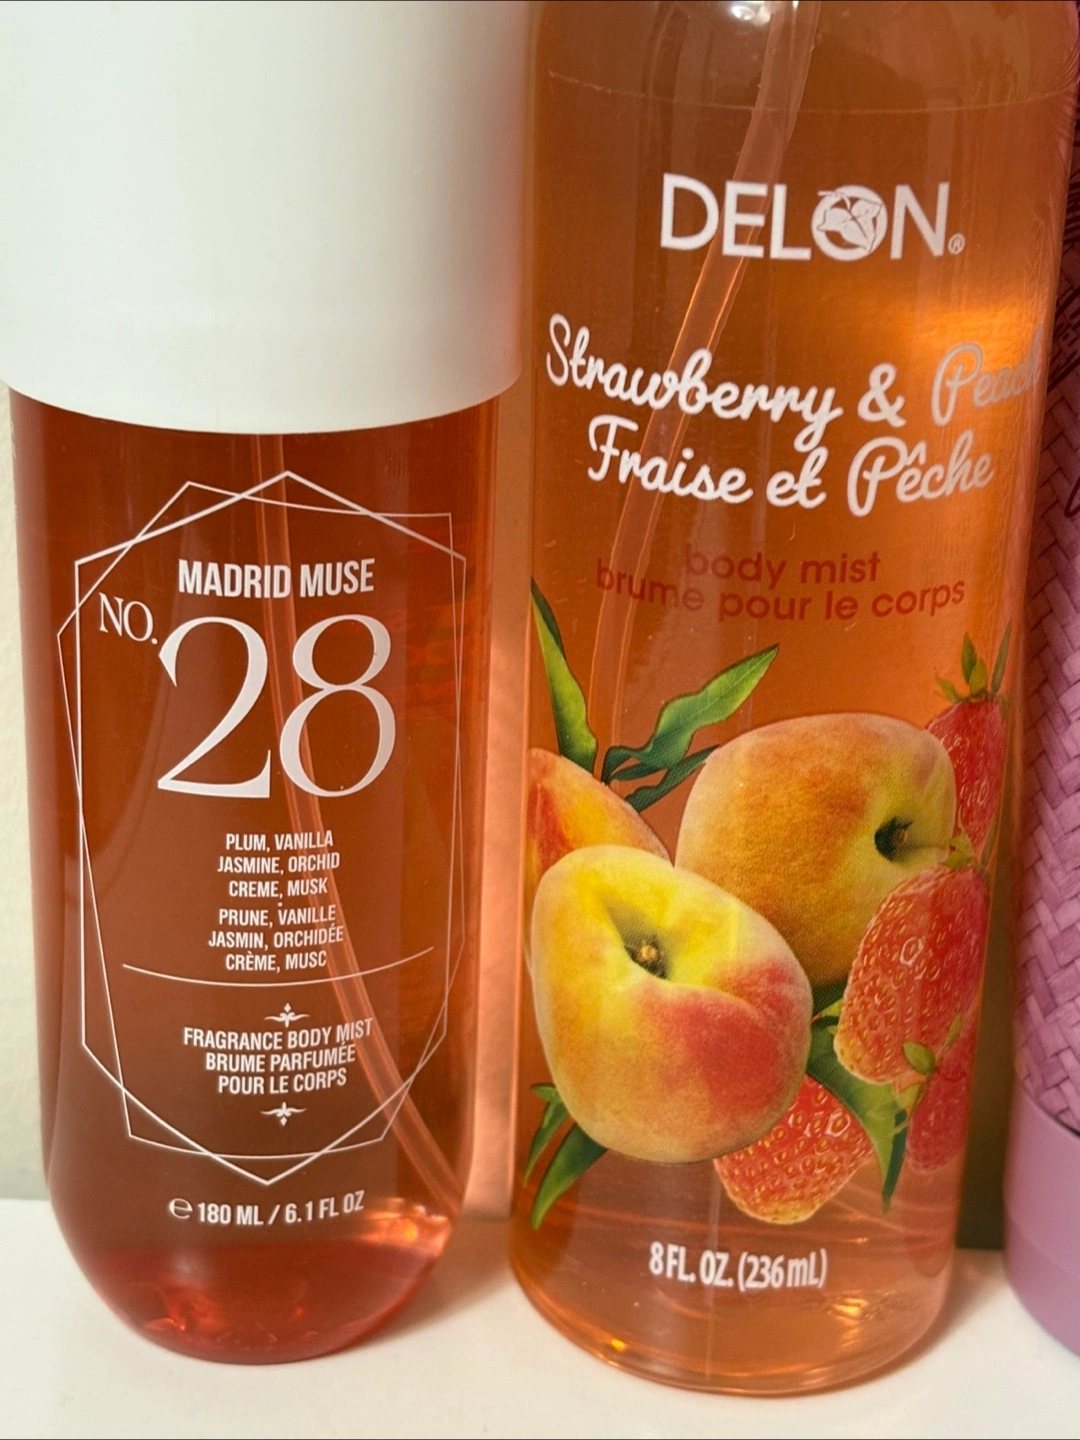 MADRID MUSE
NO. 28
PLUM, VANILLA
JASMINE, ORCHID
CREME, MUSK
PRUNE, VANILLE
JASMIN, ORCHIDÉE
CRÈME, MUSC
FRAGRANCE BODY MIST
BRUME PARFUMÉE
POUR LE CORPS
℮ 180 ML / 6.1 FL OZ
DELON®
Strawberry & Peach
Fraise et Pêche
body mist
brume pour le corps
8 FL. OZ. (236 mL)